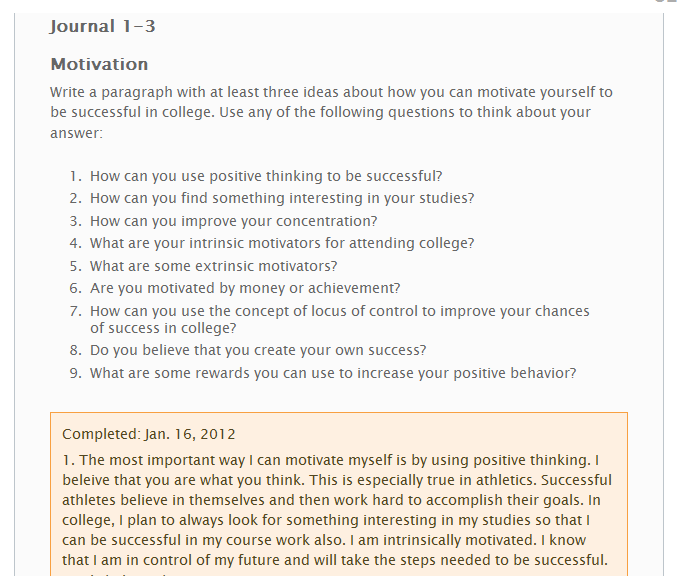 Journal 1-3
Motivation
Write a paragraph with at least three ideas about how you can motivate yourself to
be successful in college. Use any of the following questions to think about your
answer:
1. How can you use positive thinking to be successful?
2. How can you find something interesting in your studies?
3. How can you improve your concentration?
4. What are your intrinsic motivators for attending college?
5. What are some extrinsic motivators?
6. Are you motivated by money or achievement?
7. How can you use the concept of locus of control to improve your chances
of success in college?
8. Do you believe that you create your own success?
9. What are some rewards you can use to increase your positive behavior?
Completed: Jan. 16, 2012
1. The most important way I can motivate myself is by using positive thinking. I
beleive that you are what you think. This is especially true in athletics. Successful
athletes believe in themselves and then work hard to accomplish their goals. In
college, I plan to always look for something interesting in my studies so that I
can be successful in my course work also. I am intrinsically motivated. I know
that I am in control of my future and will take the steps needed to be successful.